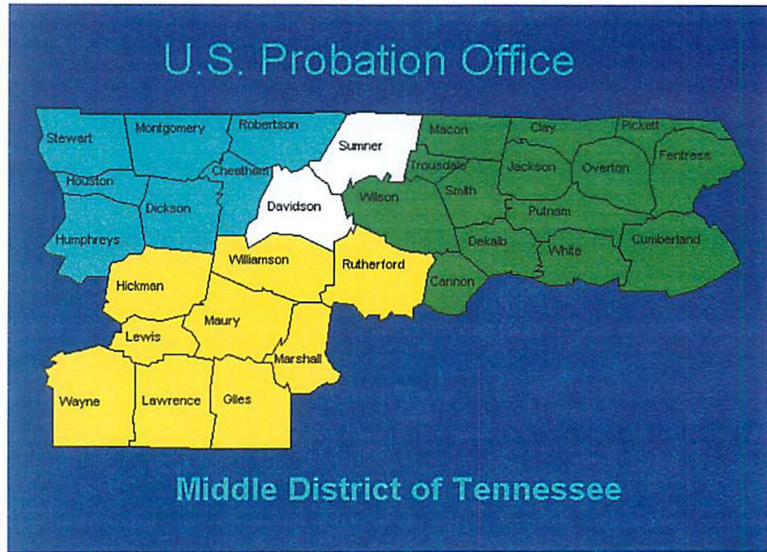 U.S. Probation Office
Stewart
Montgomery
Robertson
Sumner
Macon
Clay
Pickett
Houston
Cheatham
Trousdale
Jackson
Overton
Fentress
Dickson
Davidson
Wilson
Smith
Putnam
Humphreys
Williamson
Rutherford
Dekalb
White
Cumberland
Hickman
Cannon
Maury
Lewis
Marshall
Wayne
Lawrence
Giles
Middle District of Tennessee